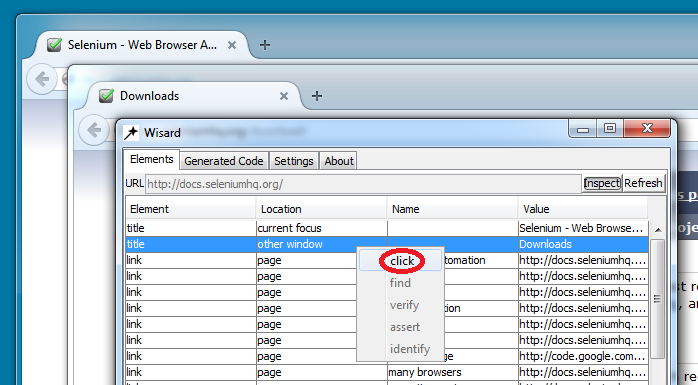 Selenium - Web Browser A...
Downloads
Wisard
Elements Generated Code Settings About
URL http://docs.seleniumhq.org/ Inspect Refresh
Element Location Name Value
title current focus Selenium - Web Browse...
title other window Downloads
link page click http://docs.seleniumhq....
link page find http://docs.seleniumhq....
link page verify http://docs.seleniumhq....
link page assert http://docs.seleniumhq....
link page identify http://docs.seleniumhq....
link page http://docs.seleniumhq....
link page http://code.google.com...
link page many browsers http://docs.seleniumhq....